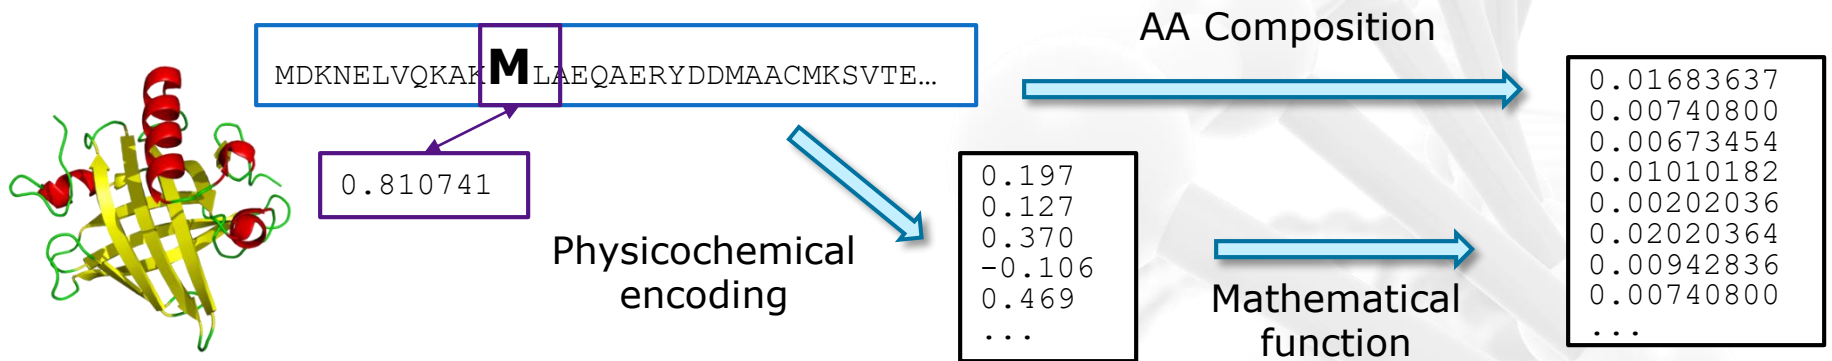 AA Composition
MDKNELVQKAKMLAEQAERYDDMAACMKSVTE…
0.810741
Physicochemical
encoding
0.197
0.127
0.370
-0.106
0.469
...
Mathematical
function
0.01683637
0.00740800
0.00673454
0.01010182
0.00202036
0.02020364
0.00942836
0.00740800
...